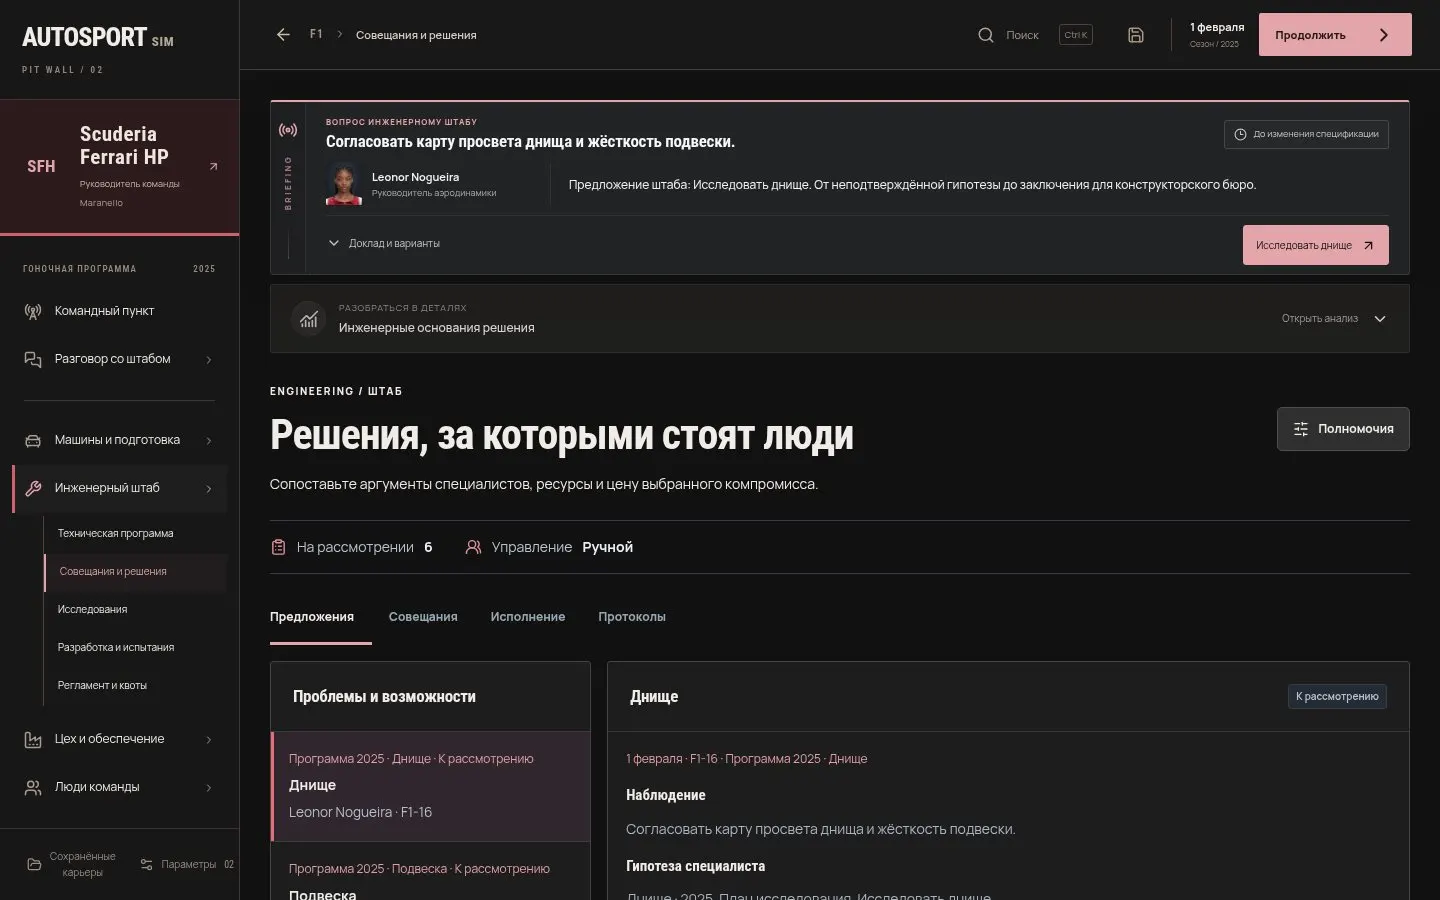 AUTOSPORT SIM
PIT WALL / 02
SFH
Scuderia
Ferrari HP
Руководитель команды
Maranello
ГОНОЧНАЯ ПРОГРАММА 2025
Командный пункт
Разговор со штабом
Машины и подготовка
Инженерный штаб
Техническая программа
Совещания и решения
Исследования
Разработка и испытания
Регламент и квоты
Цех и обеспечение
Люди команды
Сохранённые
карьеры
Параметры 02
F1 Совещания и решения
Поиск Ctrl K
1 февраля
Сезон / 2025
Продолжить
BRIEFING
ВОПРОС ИНЖЕНЕРНОМУ ШТАБУ
Согласовать карту просвета днища и жёсткость подвески.
До изменения спецификации
Leonor Nogueira
Руководитель аэродинамики
Предложение штаба: Исследовать днище. От неподтверждённой гипотезы до заключения для конструкторского бюро.
Доклад и варианты
Исследовать днище
РАЗОБРАТЬСЯ В ДЕТАЛЯХ
Инженерные основания решения
Открыть анализ
ENGINEERING / ШТАБ
Решения, за которыми стоят люди
Полномочия
Сопоставьте аргументы специалистов, ресурсы и цену выбранного компромисса.
На рассмотрении 6 Управление Ручной
Предложения Совещания Исполнение Протоколы
Проблемы и возможности
Программа 2025 · Днище · К рассмотрению
Днище
Leonor Nogueira · F1-16
Программа 2025 · Подвеска · К рассмотрению
Подвеска
Днище
К рассмотрению
1 февраля · F1-16 · Программа 2025 · Днище
Наблюдение
Согласовать карту просвета днища и жёсткость подвески.
Гипотеза специалиста
Днище · 2025. План исследования. Исследовать днище